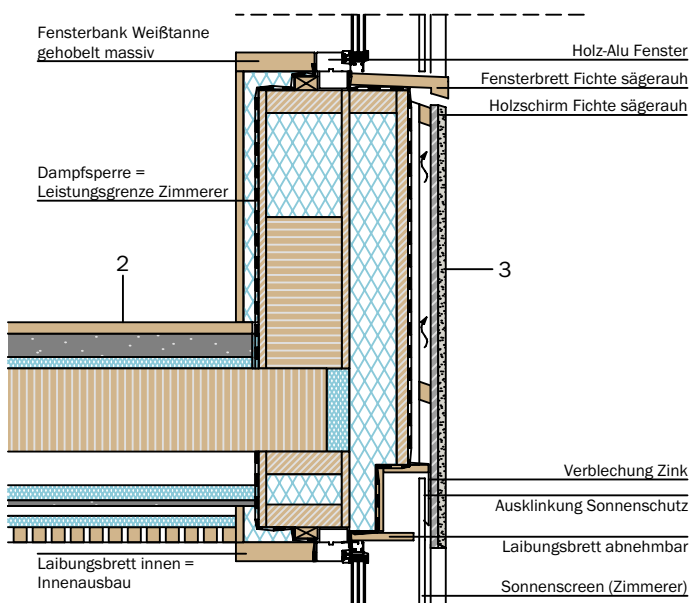 Fensterbank Weißtanne
gehobelt massiv
Holz-Alu Fenster
Fensterbrett Fichte sägerauh
Holzschirm Fichte sägerauh
Dampfsperre =
Leistungsgrenze Zimmerer
2
3
Verblechung Zink
Ausklinkung Sonnenschutz
Laibungsbrett abnehmbar
Laibungsbrett innen =
Innenausbau
Sonnenscreen (Zimmerer)